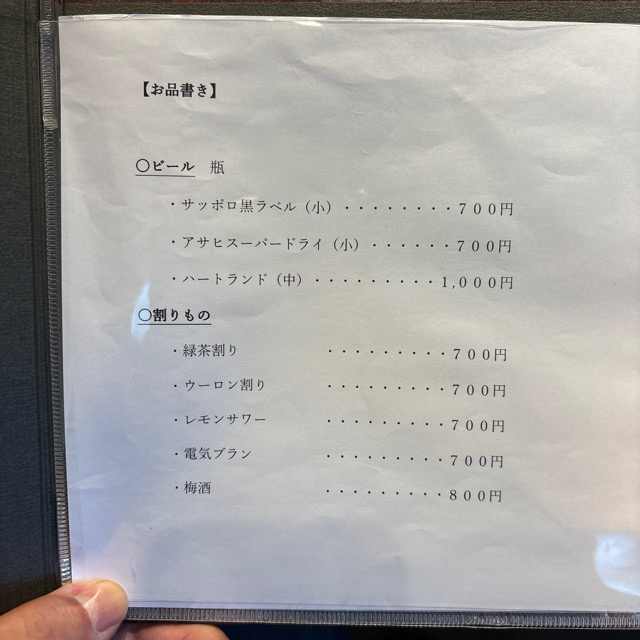 【お品書き】
〇ビール 瓶
・サッポロ黒ラベル（小）・・・・・・・・７００円
・アサヒスーパードライ（小）・・・・・・７００円
・ハートランド（中）・・・・・・・・・１,０００円
〇割りもの
・緑茶割り ・・・・・・・・・７００円
・ウーロン割り ・・・・・・・・・７００円
・レモンサワー ・・・・・・・・・７００円
・電気ブラン ・・・・・・・・・７００円
・梅酒 ・・・・・・・・・８００円